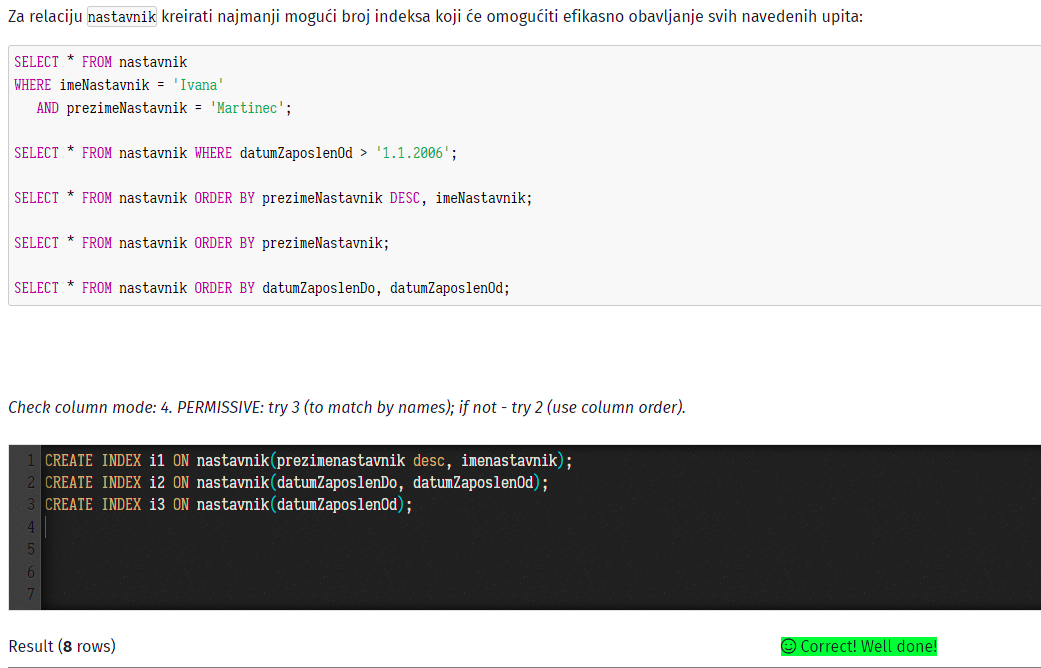 Za relaciju nastavnik kreirati najmanji mogući broj indeksa koji će omogućiti efikasno obavljanje svih navedenih upita:
SELECT * FROM nastavnik
WHERE imeNastavnik = 'Ivana'
AND prezimeNastavnik = 'Martinec';
SELECT * FROM nastavnik WHERE datumZaposlenOd > '1.1.2006';
SELECT * FROM nastavnik ORDER BY prezimeNastavnik DESC, imeNastavnik;
SELECT * FROM nastavnik ORDER BY prezimeNastavnik;
SELECT * FROM nastavnik ORDER BY datumZaposlenDo, datumZaposlenOd;
Check column mode: 4. PERMISSIVE: try 3 (to match by names); if not - try 2 (use column order).
1 CREATE INDEX i1 ON nastavnik(prezimenastavnik desc, imenastavnik);
2 CREATE INDEX i2 ON nastavnik(datumZaposlenDo, datumZaposlenOd);
3 CREATE INDEX i3 ON nastavnik(datumZaposlenOd);
4
5
6
7
Result (8 rows) Correct! Well done!